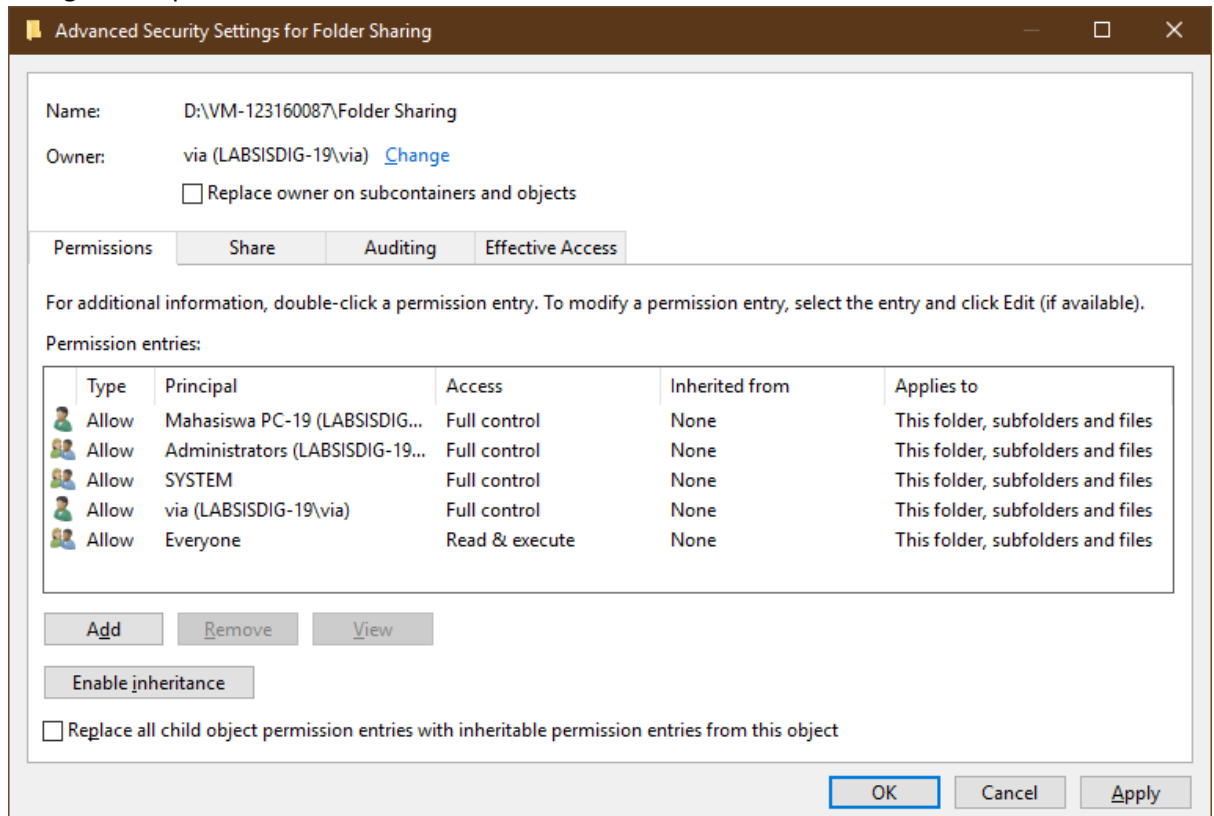 Advanced Security Settings for Folder Sharing
Name: D:\VM-123160087\Folder Sharing
Owner: via (LABSISDIG-19\via) Change
Replace owner on subcontainers and objects
Permissions Share Auditing Effective Access
For additional information, double-click a permission entry. To modify a permission entry, select the entry and click Edit (if available).
Permission entries:
Type Principal Access Inherited from Applies to
Allow Mahasiswa PC-19 (LABSISDIG... Full control None This folder, subfolders and files
Allow Administrators (LABSISDIG-19... Full control None This folder, subfolders and files
Allow SYSTEM Full control None This folder, subfolders and files
Allow via (LABSISDIG-19\via) Full control None This folder, subfolders and files
Allow Everyone Read & execute None This folder, subfolders and files
Add Remove View
Enable inheritance
Replace all child object permission entries with inheritable permission entries from this object
OK Cancel Apply